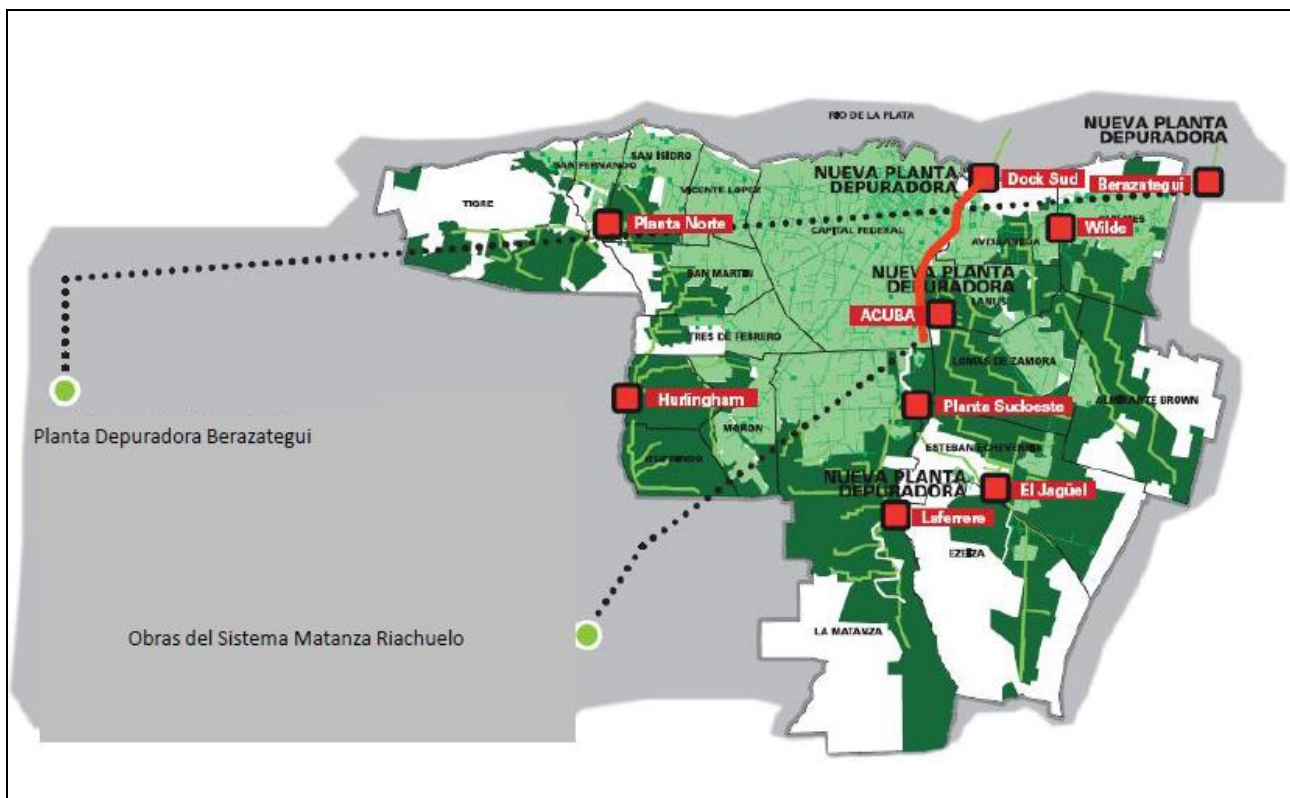 RIO DE LA PLATA
NUEVA PLANTA
DEPURADORA
SAN ISIDRO
SAN FERNANDO
NUEVA PLANTA
DEPURADORA
Dock Sud
Berazategui
VICENTE LOPEZ
TIGRE
Planta Norte
CAPITAL FEDERAL
Wilde
AVELLANEDA
SAN MARTIN
NUEVA PLANTA
DEPURADORA
LANUS
ACUBA
TRES DE FEBRERO
LOMAS DE ZAMORA
Planta Depuradora Berazategui
Hurlingham
Planta Sudoeste
ALMIRANTE BROWN
MORON
ESTEBAN ECHEVERRIA
NUEVA PLANTA
DEPURADORA
El Jagüel
Laferrere
EZEIZA
Obras del Sistema Matanza Riachuelo
LA MATANZA